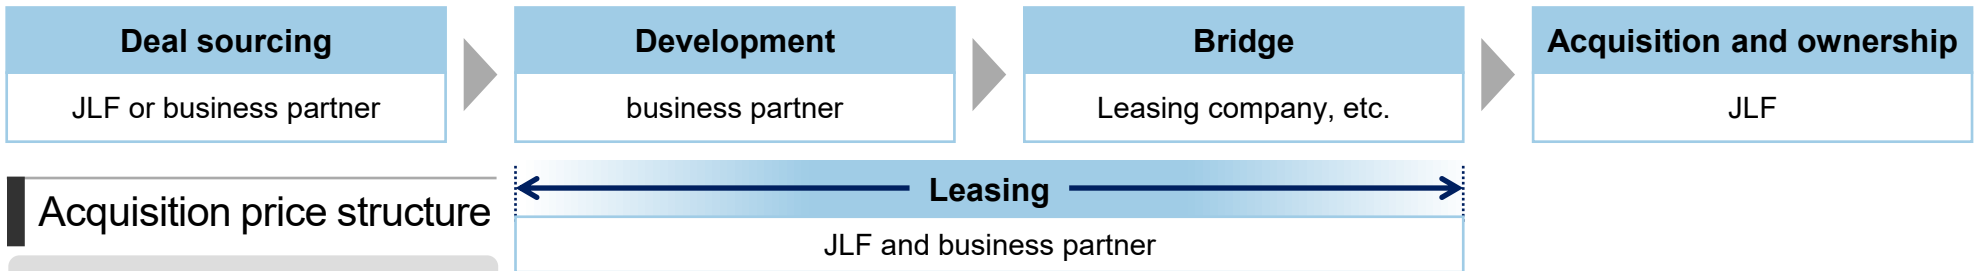 Deal sourcing
JLF or business partner
Development
business partner
Bridge
Leasing company, etc.
Acquisition and ownership
JLF
Leasing
JLF and business partner
Acquisition price structure